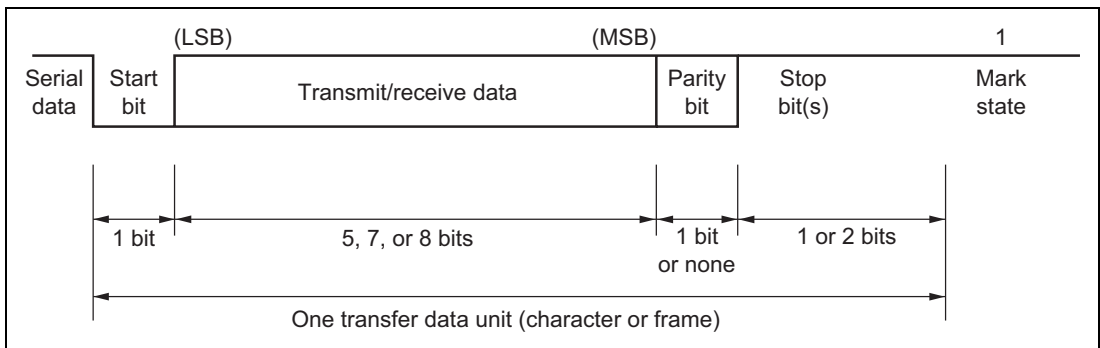 (LSB) (MSB) 1
Serial data
Start bit
Transmit/receive data
Parity bit
Stop bit(s)
Mark state
1 bit
5, 7, or 8 bits
1 bit or none
1 or 2 bits
One transfer data unit (character or frame)